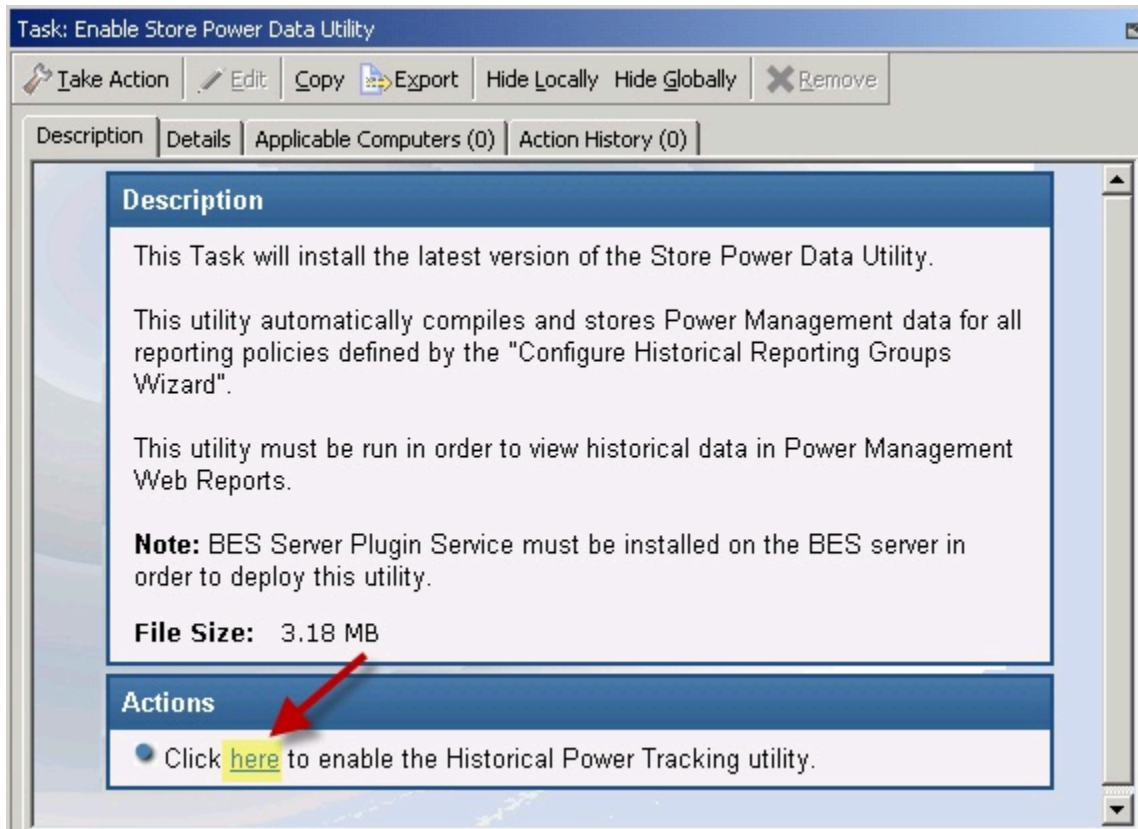 Task: Enable Store Power Data Utility
Take Action Edit Copy Export Hide Locally Hide Globally Remove
Description Details Applicable Computers (0) Action History (0)
Description
This Task will install the latest version of the Store Power Data Utility.
This utility automatically compiles and stores Power Management data for all
reporting policies defined by the "Configure Historical Reporting Groups
Wizard".
This utility must be run in order to view historical data in Power Management
Web Reports.
Note: BES Server Plugin Service must be installed on the BES server in
order to deploy this utility.
File Size: 3.18 MB
Actions
Click here to enable the Historical Power Tracking utility.